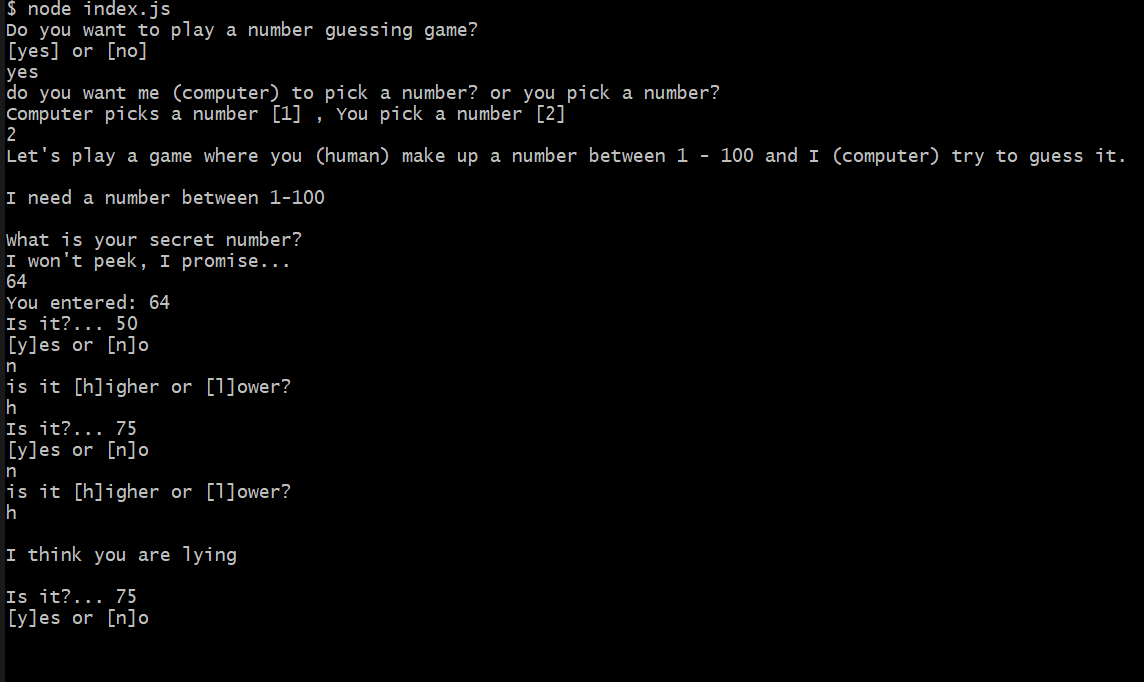 $ node index.js
Do you want to play a number guessing game?
[yes] or [no]
yes
do you want me (computer) to pick a number? or you pick a number?
Computer picks a number [1] , You pick a number [2]
2
Let's play a game where you (human) make up a number between 1 - 100 and I (computer) try to guess it.
I need a number between 1-100
What is your secret number?
I won't peek, I promise...
64
You entered: 64
Is it?... 50
[y]es or [n]o
n
is it [h]igher or [l]ower?
h
Is it?... 75
[y]es or [n]o
n
is it [h]igher or [l]ower?
h
I think you are lying
Is it?... 75
[y]es or [n]o